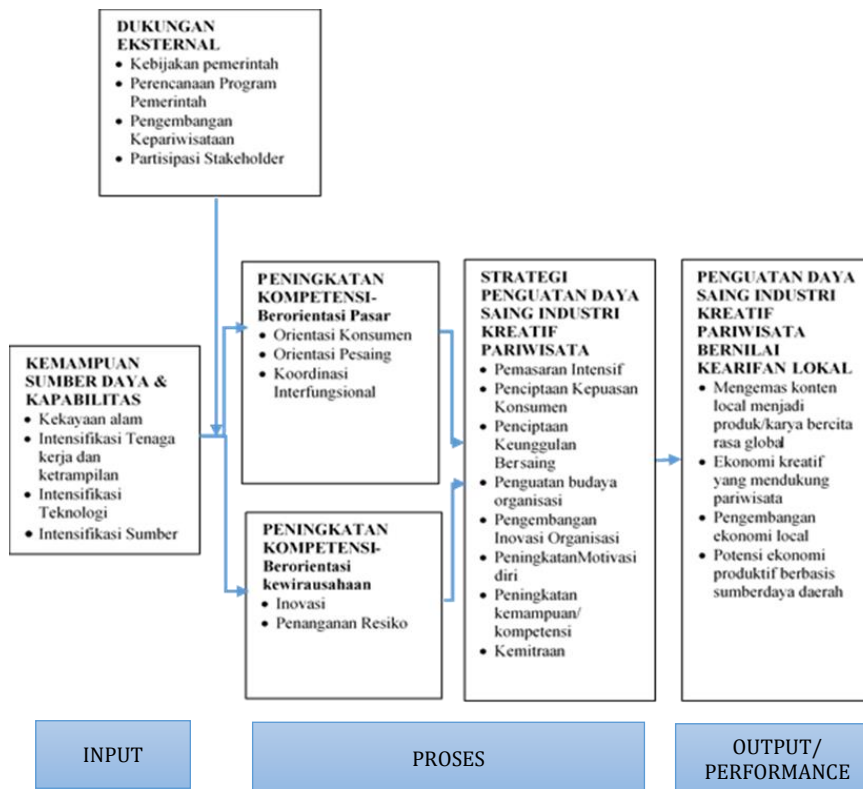 DUKUNGAN
EKSTERNAL
• Kebijakan pemerintah
• Perencanaan Program
Pemerintah
• Pengembangan
Kepariwisataan
• Partisipasi Stakeholder
KEMAMPUAN
SUMBER DAYA &
KAPABILITAS
• Kekayaan alam
• Intensifikasi Tenaga
kerja dan
ketrampilan
• Intensifikasi
Teknologi
• Intensifikasi Sumber
PENINGKATAN
KOMPETENSI-
Berorientasi Pasar
• Orientasi Konsumen
• Orientasi Pesaing
• Koordinasi
Interfungsional
PENINGKATAN
KOMPETENSI-
Berorientasi
kewirausahaan
• Inovasi
• Penanganan Resiko
STRATEGI
PENGUATAN DAYA
SAING INDUSTRI
KREATIF
PARIWISATA
• Pemasaran Intensif
• Penciptaan Kepuasan
Konsumen
• Penciptaan
Keunggulan
Bersaing
• Penguatan budaya
organisasi
• Pengembangan
Inovasi Organisasi
• PeningkatanMotivasi
diri
• Peningkatan
kemampuan/
kompetensi
• Kemitraan
PENGUATAN DAYA
SAING INDUSTRI
KREATIF
PARIWISATA
BERNILAI
KEARIFAN LOKAL
• Mengemas konten
local menjadi
produk/karya bercita
rasa global
• Ekonomi kreatif
yang mendukung
pariwisata
• Pengembangan
ekonomi local
• Potensi ekonomi
produktif berbasis
sumberdaya daerah
INPUT
PROSES
OUTPUT/
PERFORMANCE